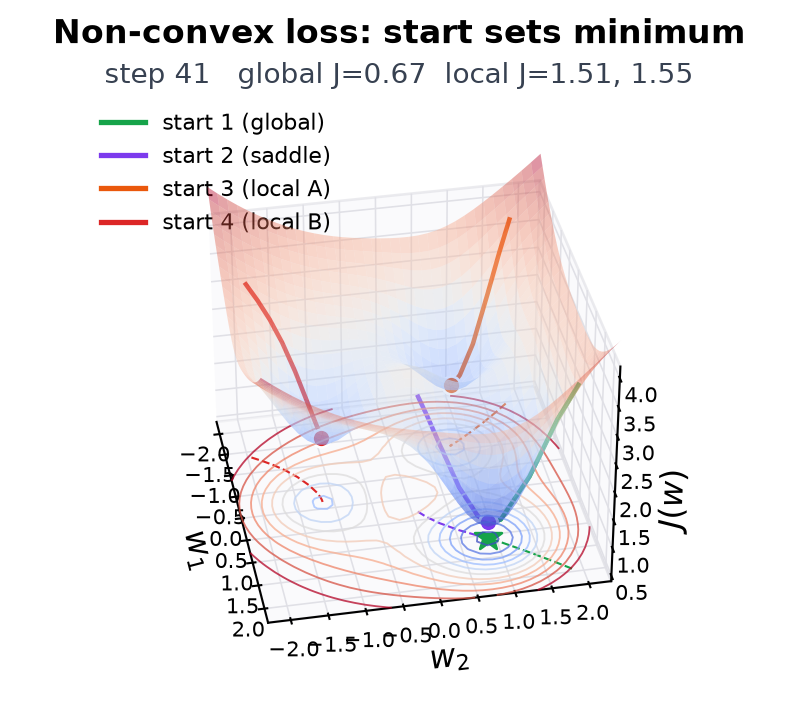 Non-convex loss: start sets minimum
step 41 global J=0.67 local J=1.51, 1.55
start 1 (global)
start 2 (saddle)
start 3 (local A)
start 4 (local B)
4.0
3.5
3.0
2.5
2.0
1.5
1.0
0.5
J(w)
−2.0
−1.5
−1.0
−0.5
0.0
0.5
1.0
1.5
2.0
w₁
−2.0 −1.5 −1.0 −0.5 0.0 0.5 1.0 1.5 2.0
w₂